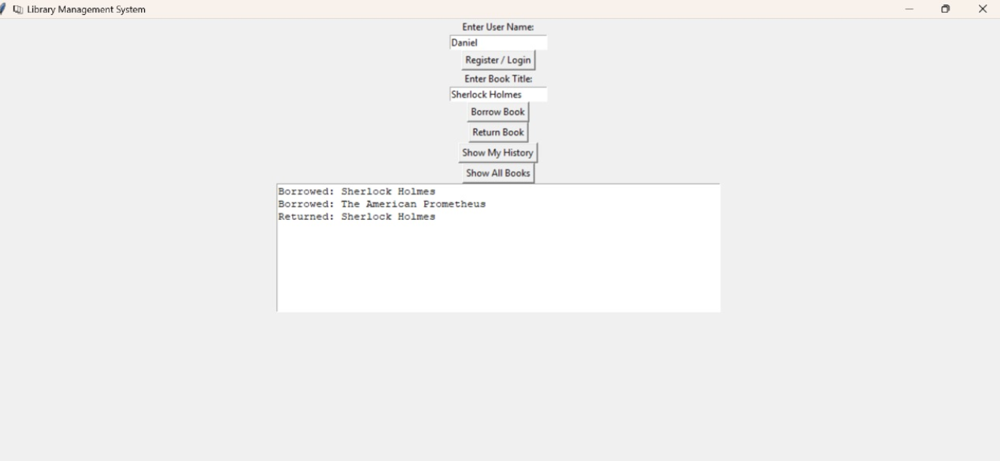 Library Management System
Enter User Name:
Daniel
Register / Login
Enter Book Title:
Sherlock Holmes
Borrow Book
Return Book
Show My History
Show All Books
Borrowed: Sherlock Holmes
Borrowed: The American Prometheus
Returned: Sherlock Holmes